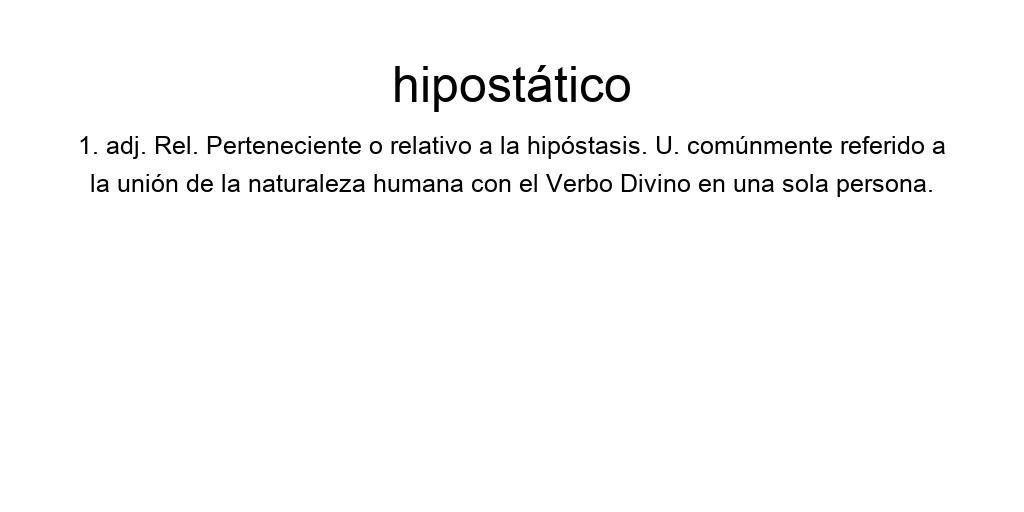 hipostático
1. adj. Rel. Perteneciente o relativo a la hipóstasis. U. comúnmente referido a
la unión de la naturaleza humana con el Verbo Divino en una sola persona.